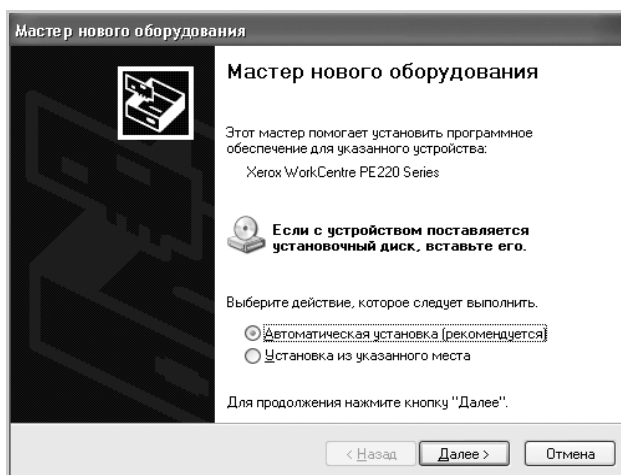 Мастер нового оборудования
Мастер нового оборудования
Этот мастер помогает установить программное
обеспечение для указанного устройства:
Xerox WorkCentre PE220 Series
Если с устройством поставляется
установочный диск, вставьте его.
Выберите действие, которое следует выполнить.
Автоматическая установка (рекомендуется)
Установка из указанного места
Для продолжения нажмите кнопку "Далее".
< Назад Далее > Отмена